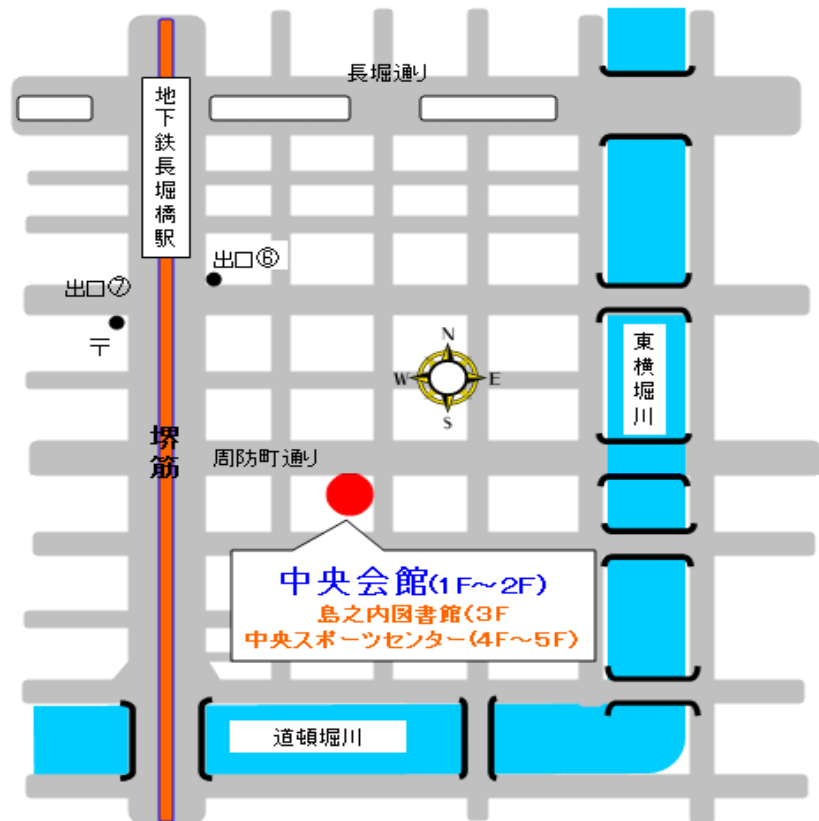 長堀通り
地下鉄長堀橋駅
出口⑥
出口⑦
〒
N
W E
S
東横堀川
堺筋
周防町通り
中央会館(1F～2F)
島之内図書館(3F
中央スポーツセンター(4F～5F)
道頓堀川